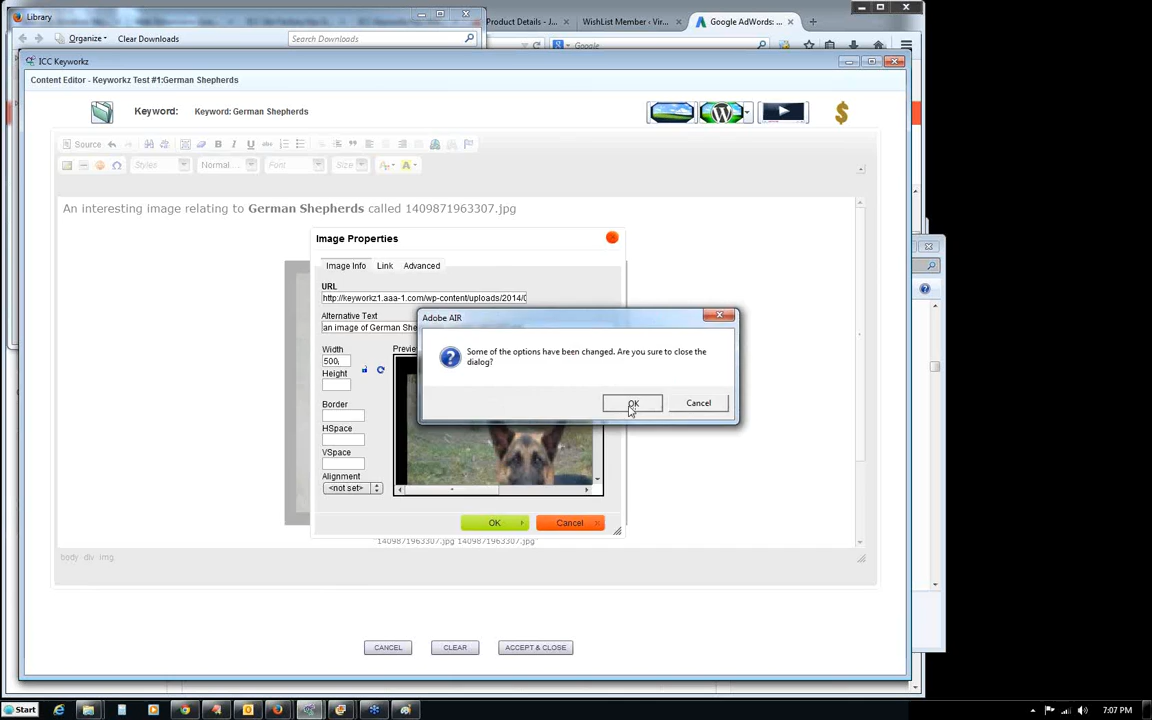 Library
Product Details - J...
WishList Member - Vir...
Google AdWords: ...
Organize
Clear Downloads
Search Downloads
Google
ICC Keyworkz
Content Editor - Keyworkz Test #1:German Shepherds
Keyword:
Keyword: German Shepherds
Source
Styles
Normal...
Font
Size
An interesting image relating to German Shepherds called 1409871963307.jpg
Image Properties
Image Info
Link
Advanced
URL
http://keyworkz1.aaa-1.com/wp-content/uploads/2014/0
Alternative Text
an image of German She
Width
500
Height
Border
HSpace
VSpace
Alignment
<not set>
Adobe AIR
Some of the options have been changed. Are you sure to close the
dialog?
OK
Cancel
OK
Cancel
1409871963307.jpg 1409871963307.jpg
body div img
CANCEL
CLEAR
ACCEPT & CLOSE
Start
7:07 PM